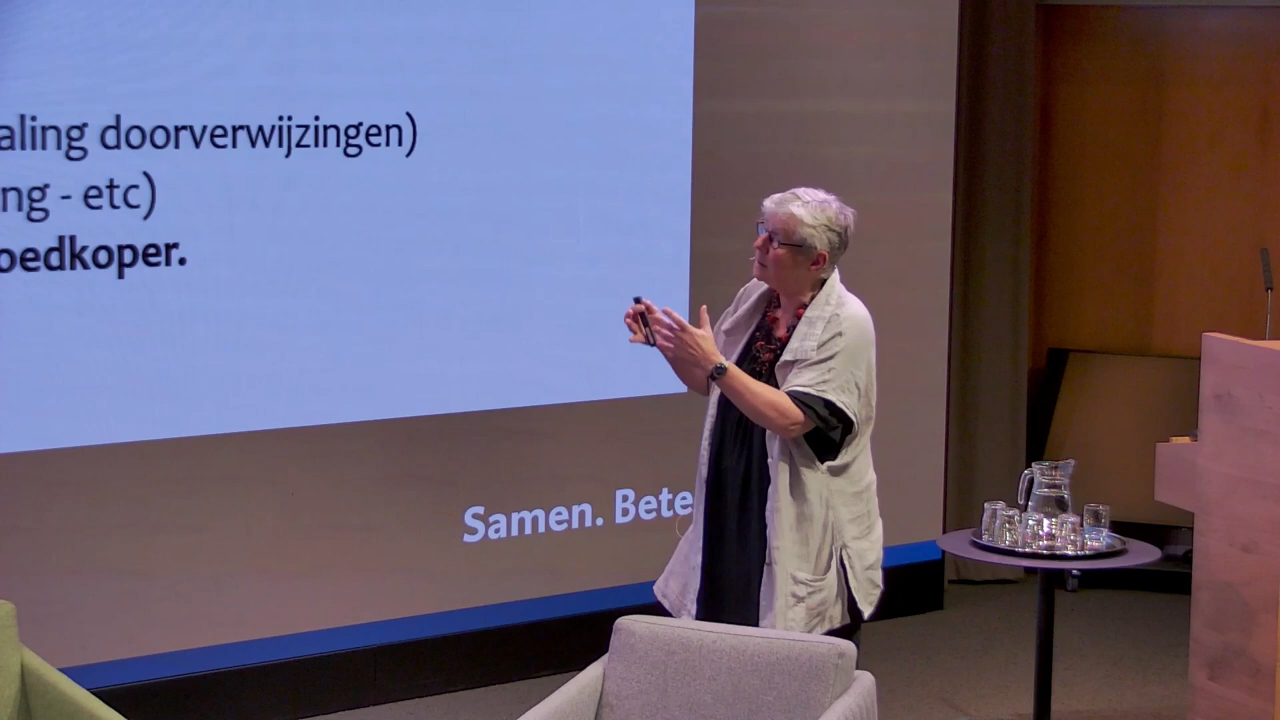 aling doorverwijzingen)
ng - etc)
oedkoper.
Samen. Bete